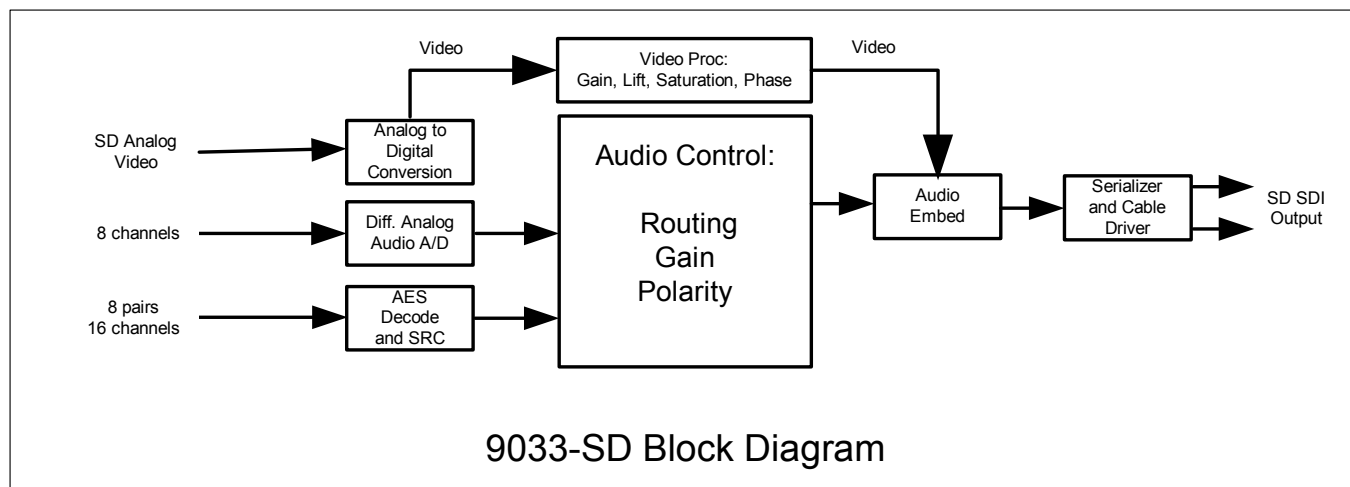 Video
Video Proc:
Gain, Lift, Saturation, Phase
Video
SD Analog
Video
Analog to
Digital
Conversion
Audio Control:
Routing
Gain
Polarity
Audio
Embed
Serializer
and Cable
Driver
SD SDI
Output
8 channels
Diff. Analog
Audio A/D
8 pairs
16 channels
AES
Decode
and SRC
9033-SD Block Diagram